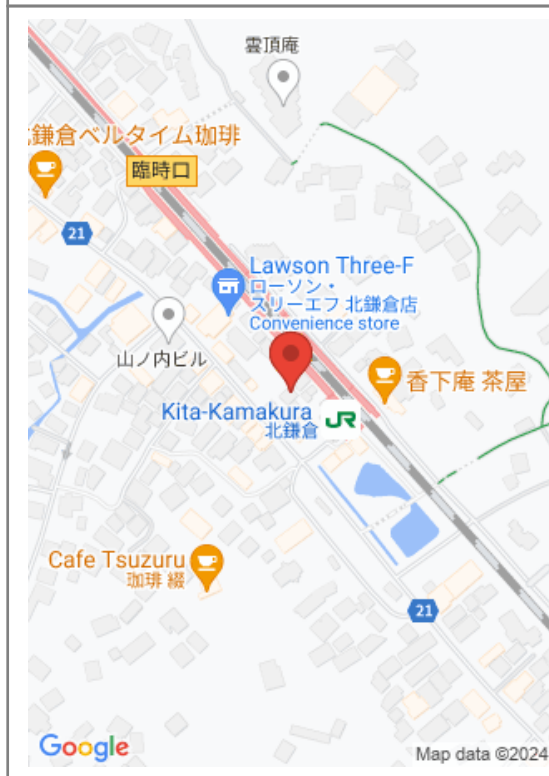 雲頂庵
鎌倉ベルタイム珈琲
臨時口
21
Lawson Three-F
ローソン・
スリーエフ 北鎌倉店
Convenience store
山ノ内ビル
香下庵 茶屋
Kita-Kamakura
北鎌倉
JR
Cafe Tsuzuru
珈琲 綴
21
Google
Map data ©2024